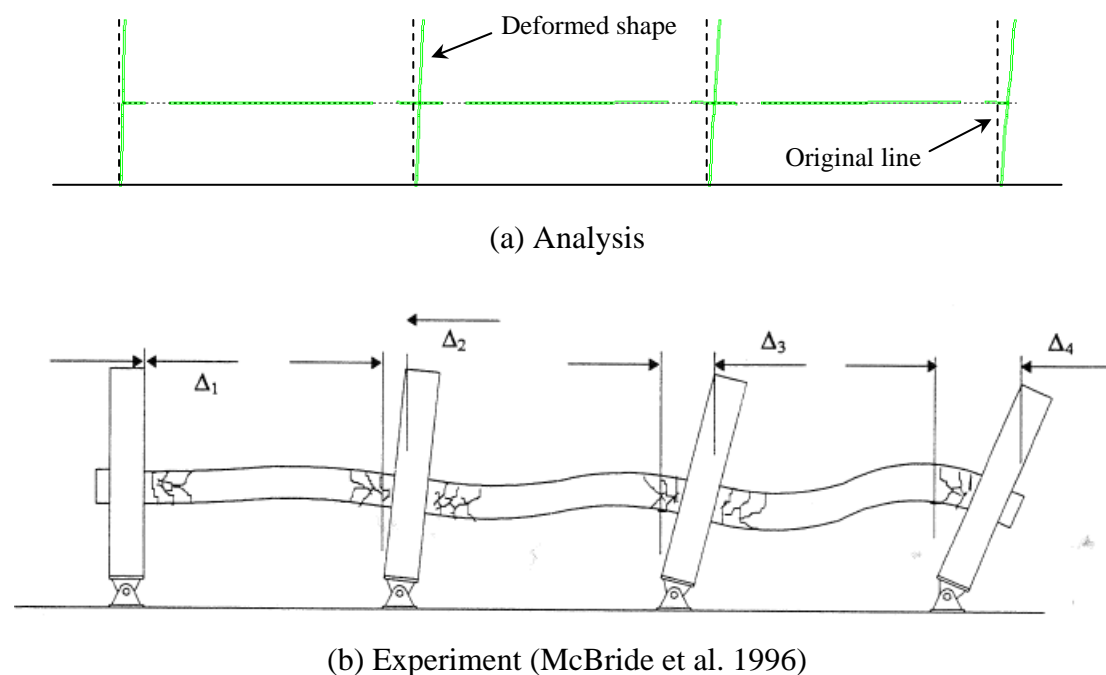 Deformed shape
Original line
(a) Analysis
Δ1
Δ2
Δ3
Δ4
(b) Experiment (McBride et al. 1996)